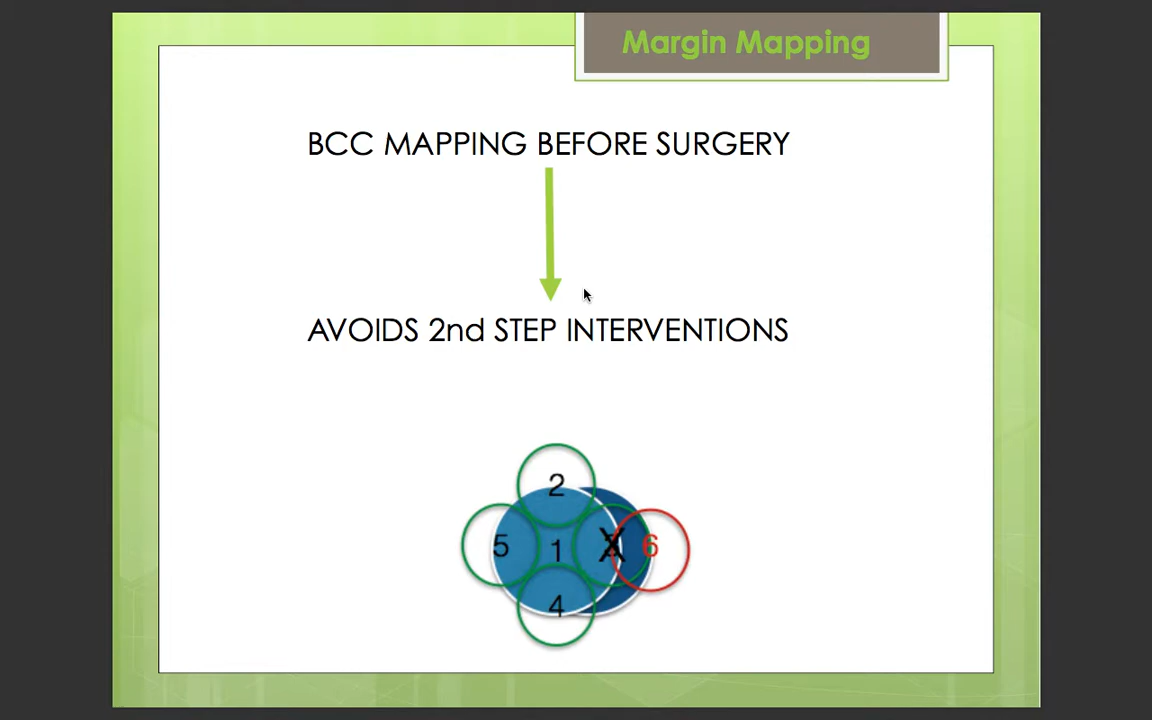 Margin Mapping
BCC MAPPING BEFORE SURGERY
AVOIDS 2nd STEP INTERVENTIONS
2
5 1 X 6
4